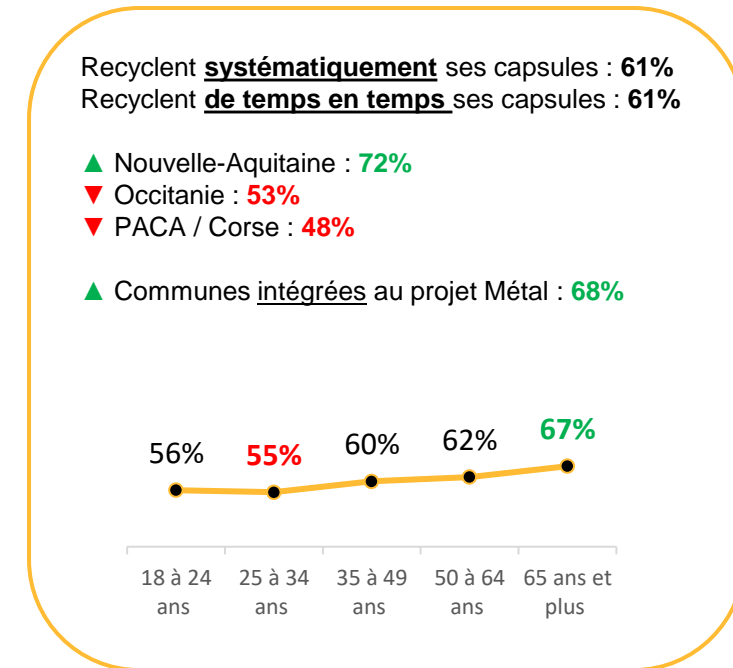 Recyclent systématiquement ses capsules : 61%
Recyclent de temps en temps ses capsules : 61%
▲ Nouvelle-Aquitaine : 72%
▼ Occitanie : 53%
▼ PACA / Corse : 48%
▲ Communes intégrées au projet Métal : 68%
56% 55% 60% 62% 67%
18 à 24 25 à 34 35 à 49 50 à 64 65 ans et
ans ans ans ans plus